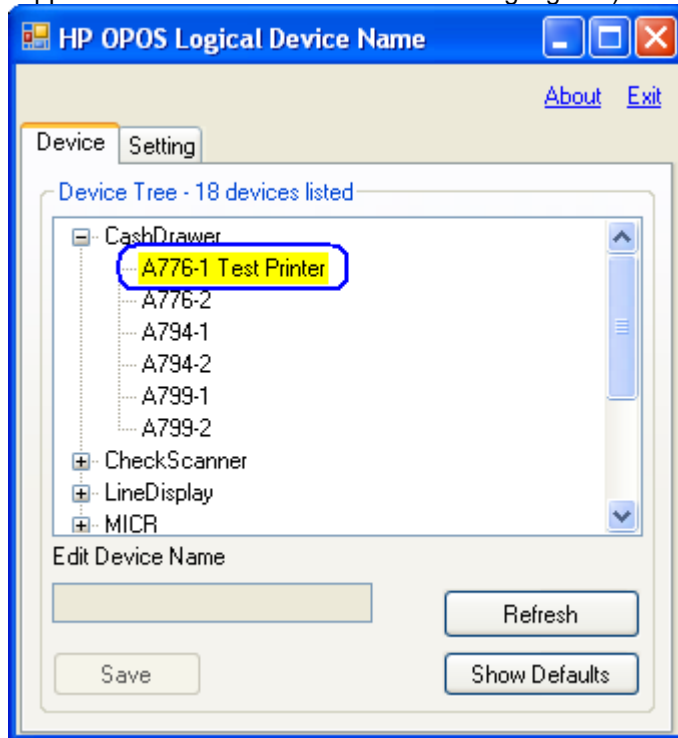 HP OPOS Logical Device Name
About Exit
Device Setting
Device Tree - 18 devices listed
CashDrawer
A776-1 Test Printer
A776-2
A794-1
A794-2
A799-1
A799-2
CheckScanner
LineDisplay
MICR
Edit Device Name
Refresh
Save Show Defaults